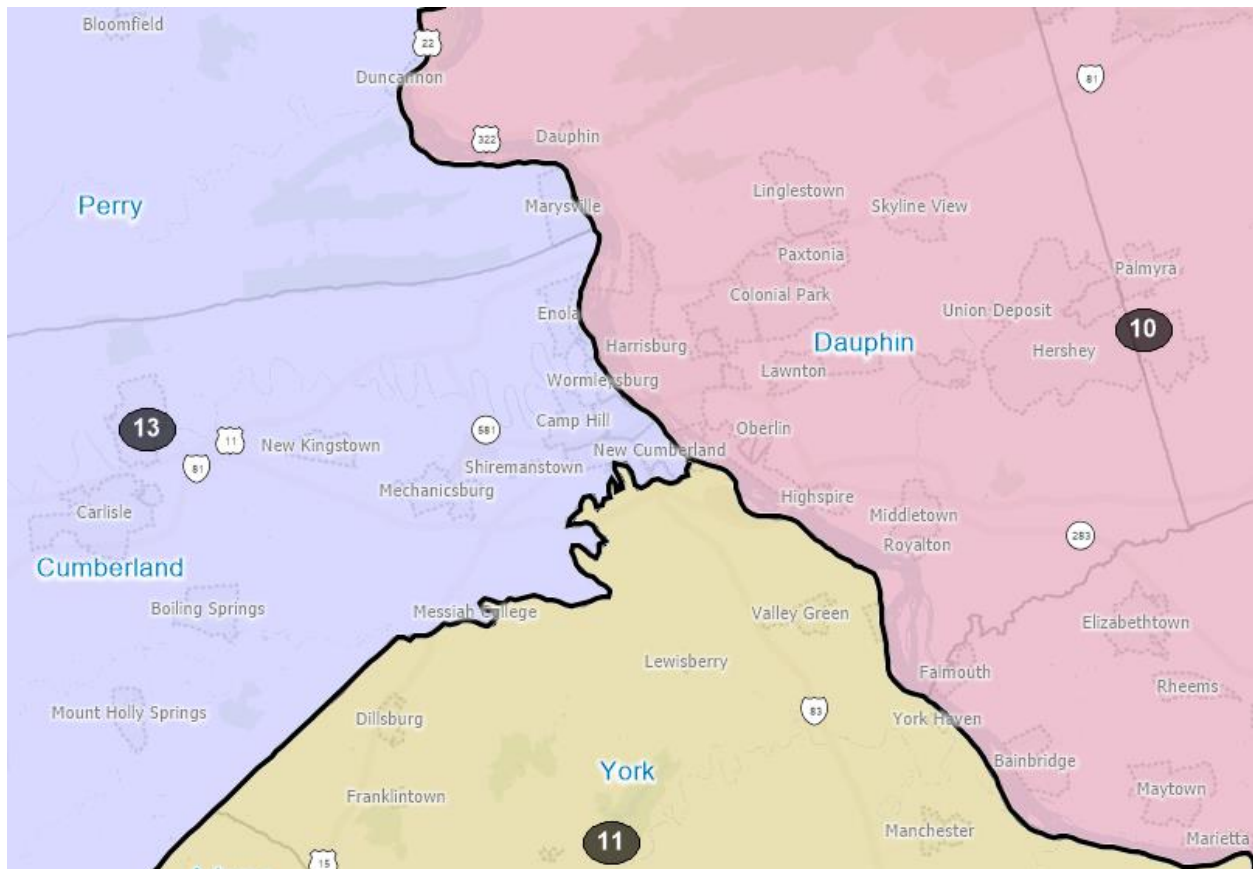 Bloomfield
22
Duncannon
81
322
Dauphin
Perry
Marysville
Linglestown
Skyline View
Paxtonia
Palmyra
Colonial Park
Union Deposit
Enola
10
Harrisburg
Dauphin
Hershey
Wormleysburg
Lawnton
13
Camp Hill
581
Oberlin
11
New Kingstown
New Cumberland
81
Shiremanstown
Mechanicsburg
Highspire
Carlisle
Middletown
283
Royalton
Cumberland
Boiling Springs
Messiah College
Valley Green
Elizabethtown
Lewisberry
Falmouth
Rheems
Mount Holly Springs
Dillsburg
83
York Haven
York
Bainbridge
Franklintown
Maytown
Manchester
11
Marietta
15